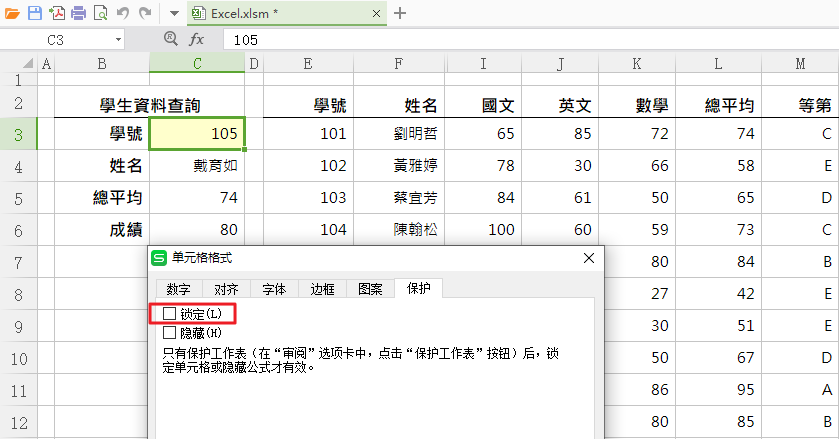 Excel.xlsm *
C3 fx 105
A B C D E F I J K L M
1
2 學生資料查詢 學號 姓名 國文 英文 數學 總平均 等第
3 學號 105 101 劉明哲 65 85 72 74 C
4 姓名 戴育如 102 黃雅婷 78 30 66 58 E
5 總平均 74 103 蔡宜芳 84 61 50 65 D
6 成績 80 104 陳翰松 100 60 59 73 C
7 80 84 B
8 27 42 E
9 30 51 E
10 50 67 D
11 86 95 A
12 80 85 B
单元格格式
数字 对齐 字体 边框 图案 保护
锁定(L)
隐藏(H)
只有保护工作表（在“审阅”选项卡中，点击“保护工作表”按钮）后，锁
定单元格或隐藏公式才有效。